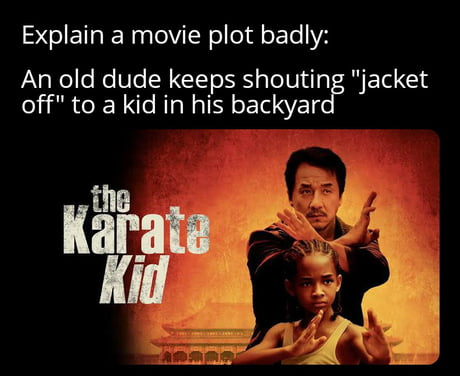 Explain a movie plot badly:
An old dude keeps shouting "jacket
off" to a kid in his backyard
the
Karate
Kid